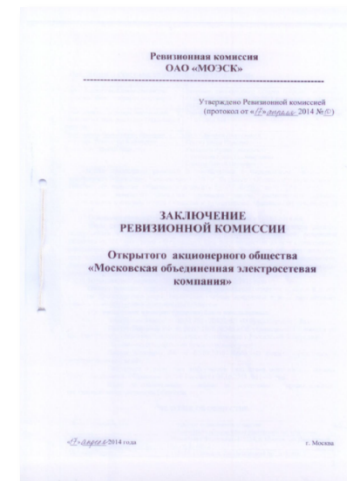 Ревизионная комиссия
ОАО «МОЭСК»
Утверждено Ревизионной комиссией
(протокол от « » 2014 № )
ЗАКЛЮЧЕНИЕ
РЕВИЗИОННОЙ КОМИССИИ
Открытого акционерного общества
«Московская объединенная электросетевая
компания»
« » 2014 года
г. Москва